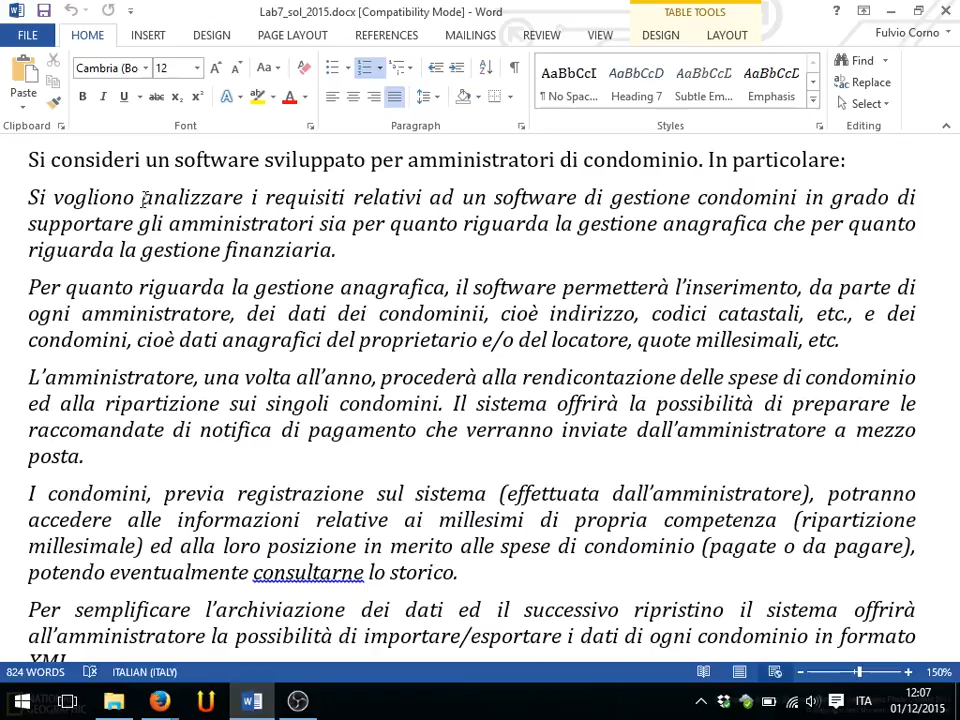 Lab7_sol_2015.docx [Compatibility Mode] - Word
TABLE TOOLS
FILE HOME INSERT DESIGN PAGE LAYOUT REFERENCES MAILINGS REVIEW VIEW DESIGN LAYOUT Fulvio Corno
Paste
Cambria (Bo 12
Aa
B I U abc x₂ x²
AaBbCcI AaBbCcD AaBbCcD AaBbCcD
¶ No Spac... Heading 7 Subtle Em... Emphasis
Find
Replace
Select
Clipboard Font Paragraph Styles Editing
Si consideri un software sviluppato per amministratori di condominio. In particolare:
Si vogliono analizzare i requisiti relativi ad un software di gestione condomini in grado di
supportare gli amministratori sia per quanto riguarda la gestione anagrafica che per quanto
riguarda la gestione finanziaria.
Per quanto riguarda la gestione anagrafica, il software permetterà l’inserimento, da parte di
ogni amministratore, dei dati dei condominii, cioè indirizzo, codici catastali, etc., e dei
condomini, cioè dati anagrafici del proprietario e/o del locatore, quote millesimali, etc.
L’amministratore, una volta all’anno, procederà alla rendicontazione delle spese di condominio
ed alla ripartizione sui singoli condomini. Il sistema offrirà la possibilità di preparare le
raccomandate di notifica di pagamento che verranno inviate dall’amministratore a mezzo
posta.
I condomini, previa registrazione sul sistema (effettuata dall’amministratore), potranno
accedere alle informazioni relative ai millesimi di propria competenza (ripartizione
millesimale) ed alla loro posizione in merito alle spese di condominio (pagate o da pagare),
potendo eventualmente consultarne lo storico.
Per semplificare l’archiviazione dei dati ed il successivo ripristino il sistema offrirà
all’amministratore la possibilità di importare/esportare i dati di ogni condominio in formato
XML
824 WORDS ITALIAN (ITALY) 150%
ITA
12:07
01/12/2015